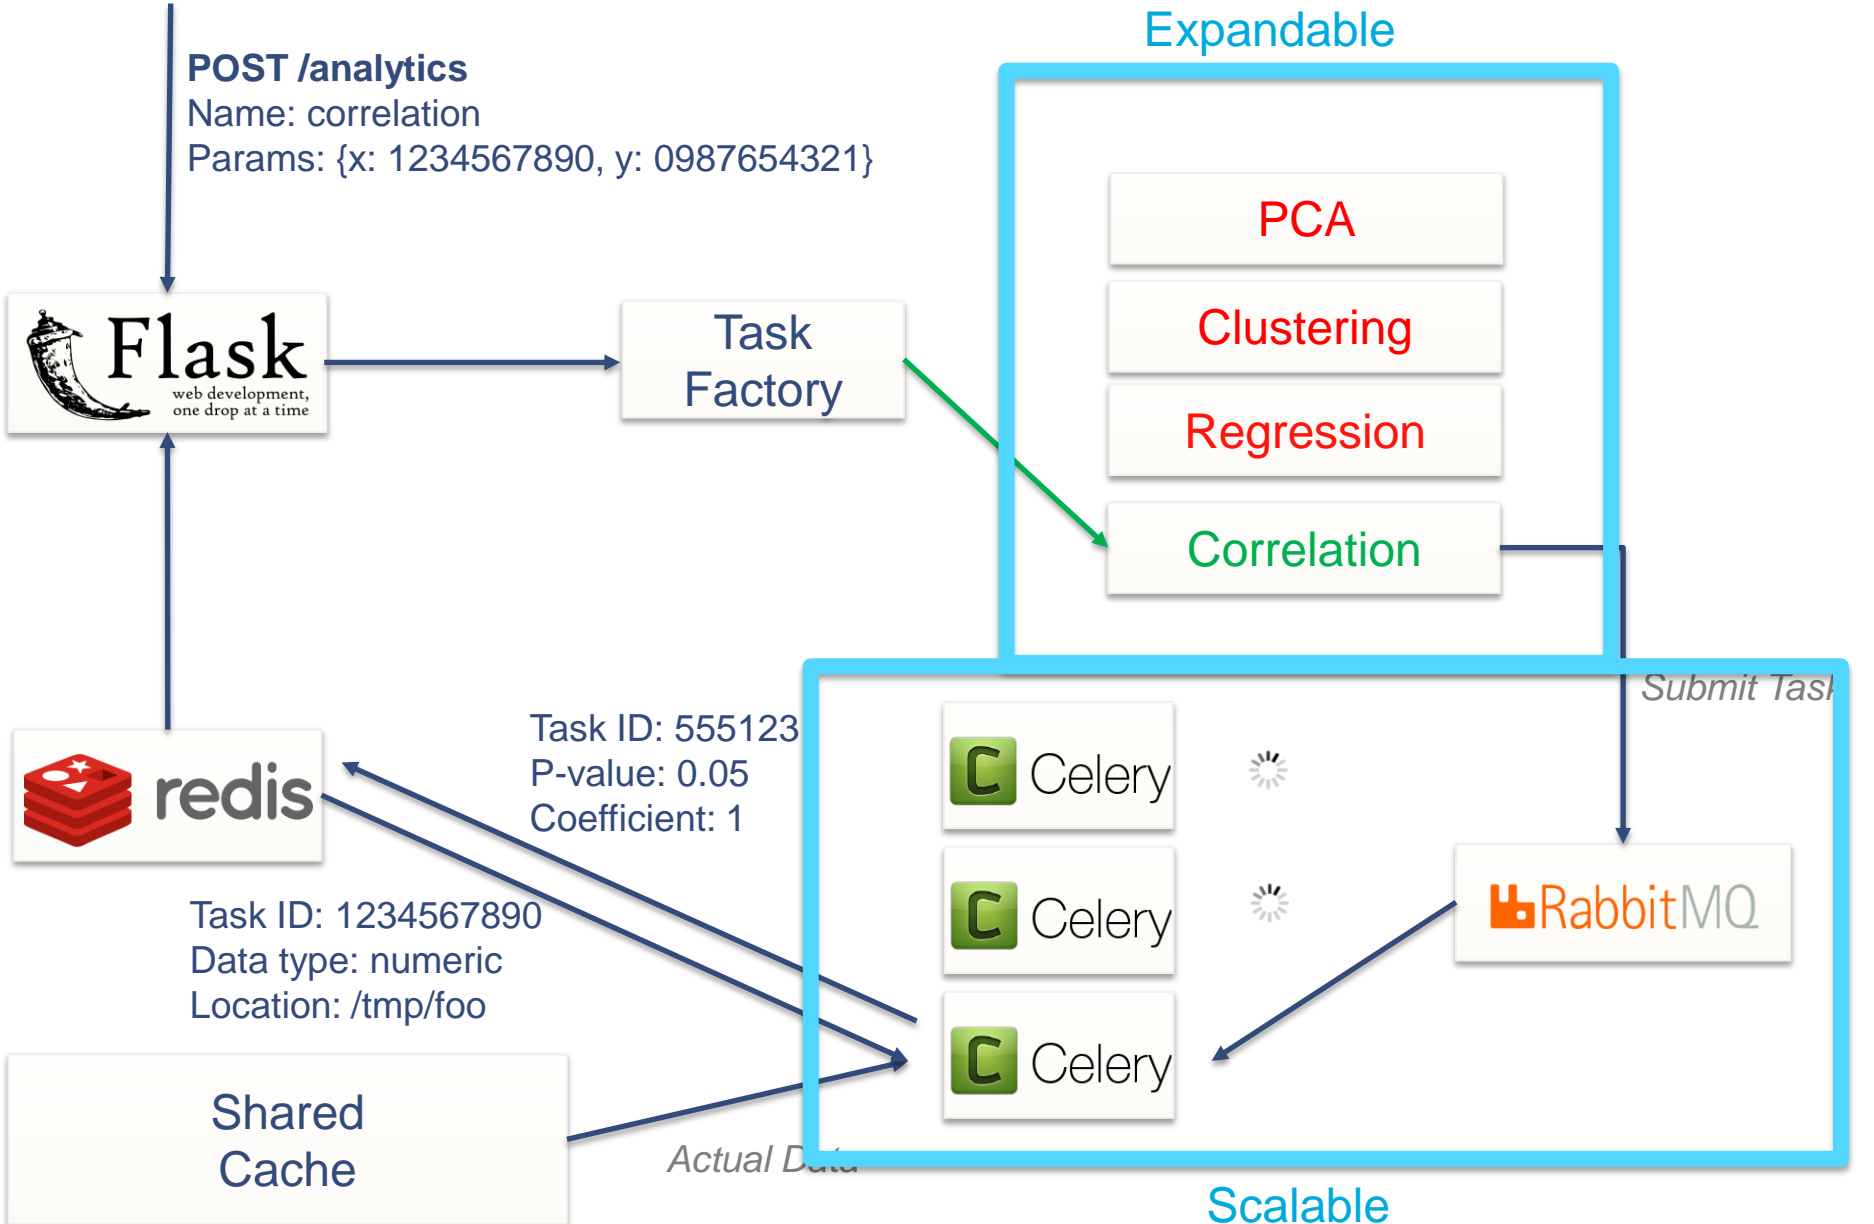 Expandable
POST /analytics
Name: correlation
Params: {x: 1234567890, y: 0987654321}
PCA
Clustering
Regression
Correlation
Flask
web development,
one drop at a time
Task
Factory
Submit Task
Task ID: 555123
P-value: 0.05
Coefficient: 1
redis
C Celery
C Celery
C Celery
RabbitMQ
Task ID: 1234567890
Data type: numeric
Location: /tmp/foo
Shared
Cache
Actual Data
Scalable